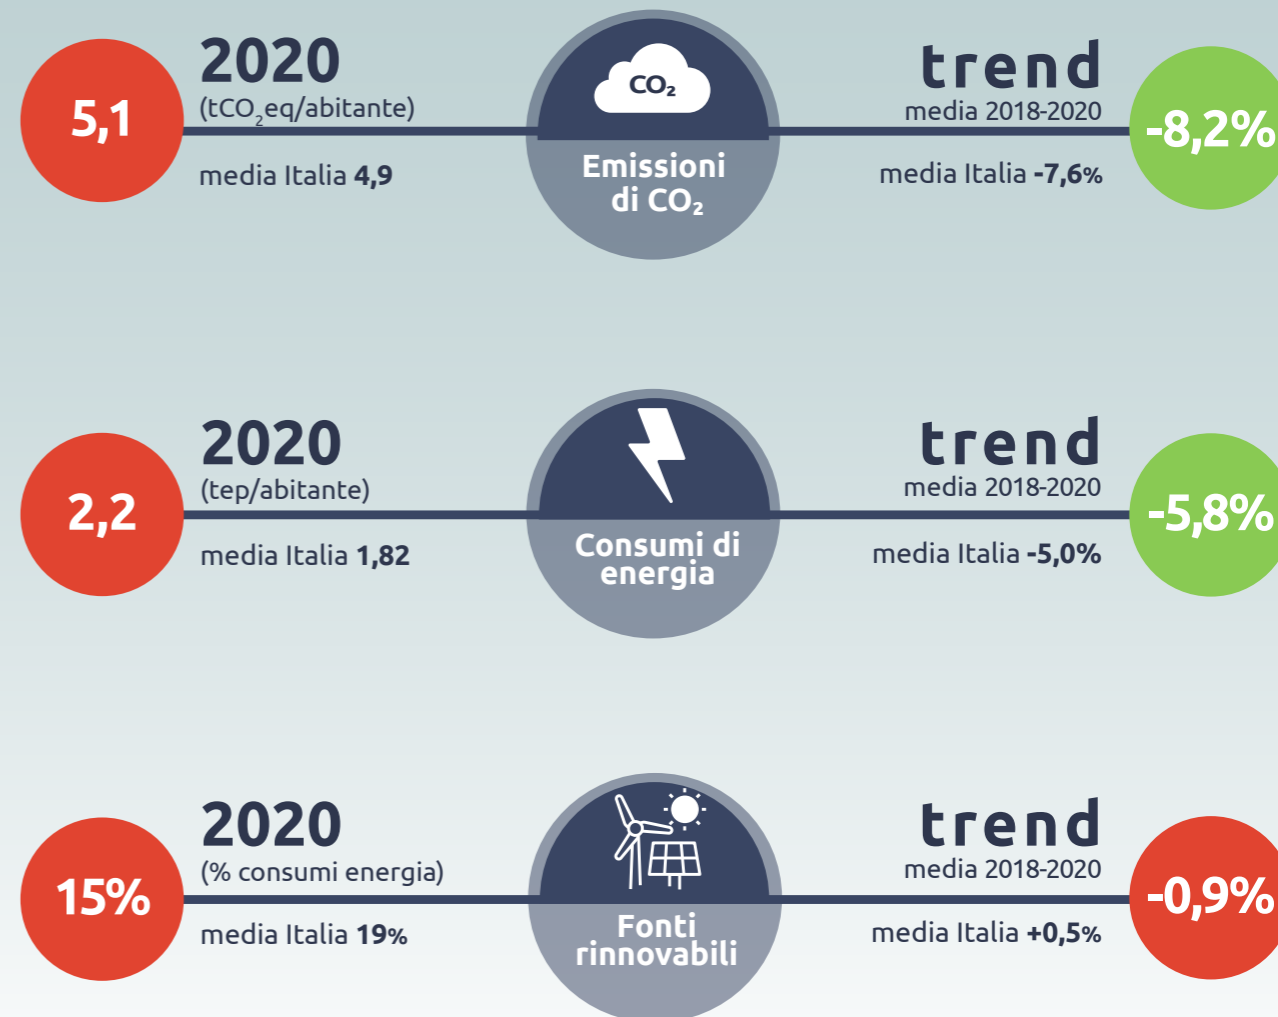 5,1
2020
(tCO₂eq/abitante)
media Italia 4,9
CO₂
Emissioni
di CO₂
trend
media 2018-2020
media Italia -7,6%
-8,2%
2,2
2020
(tep/abitante)
media Italia 1,82
Consumi di
energia
trend
media 2018-2020
media Italia -5,0%
-5,8%
15%
2020
(% consumi energia)
media Italia 19%
Fonti
rinnovabili
trend
media 2018-2020
media Italia +0,5%
-0,9%